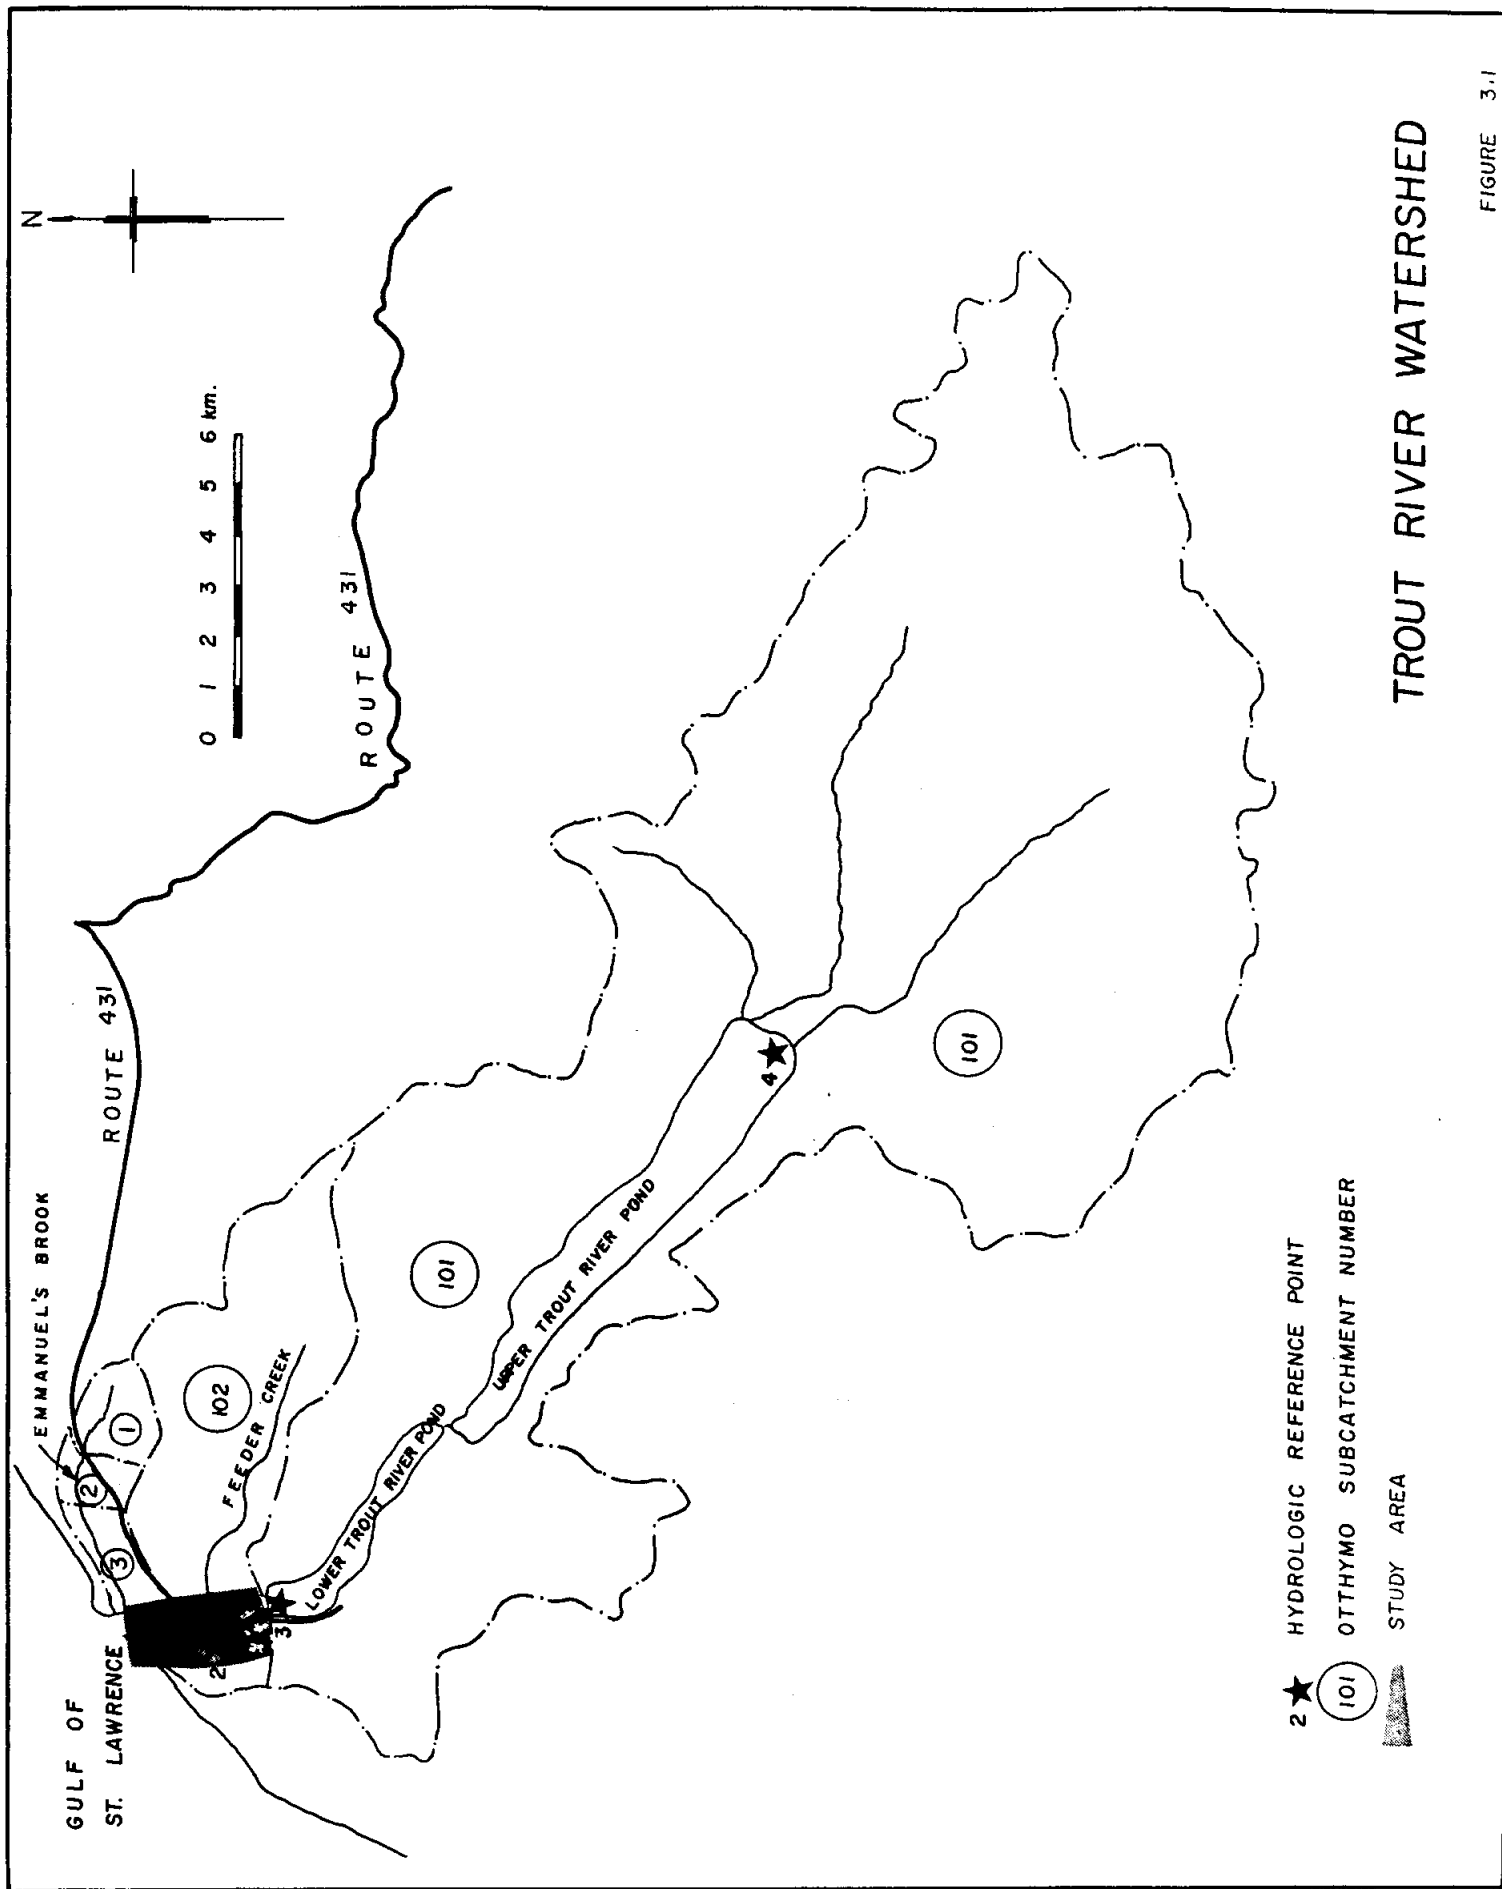 N
EMMANUEL'S BROOK
GULF OF
ST. LAWRENCE
ROUTE 431
ROUTE 431
0 1 2 3 4 5 6 km.
1
2
3
102
FEEDER CREEK
101
2
3
LOWER TROUT RIVER POND
UPPER TROUT RIVER POND
4
101
2 HYDROLOGIC REFERENCE POINT
101 OTTHYMO SUBCATCHMENT NUMBER
STUDY AREA
TROUT RIVER WATERSHED
FIGURE 3.1